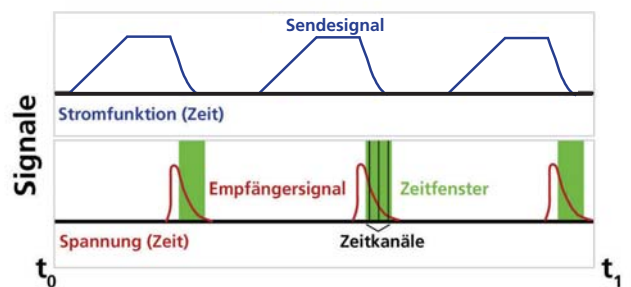 Sendesignal
Stromfunktion (Zeit)
Signale
Empfängersignal
Zeitfenster
Spannung (Zeit)
Zeitkanäle
t0
t1